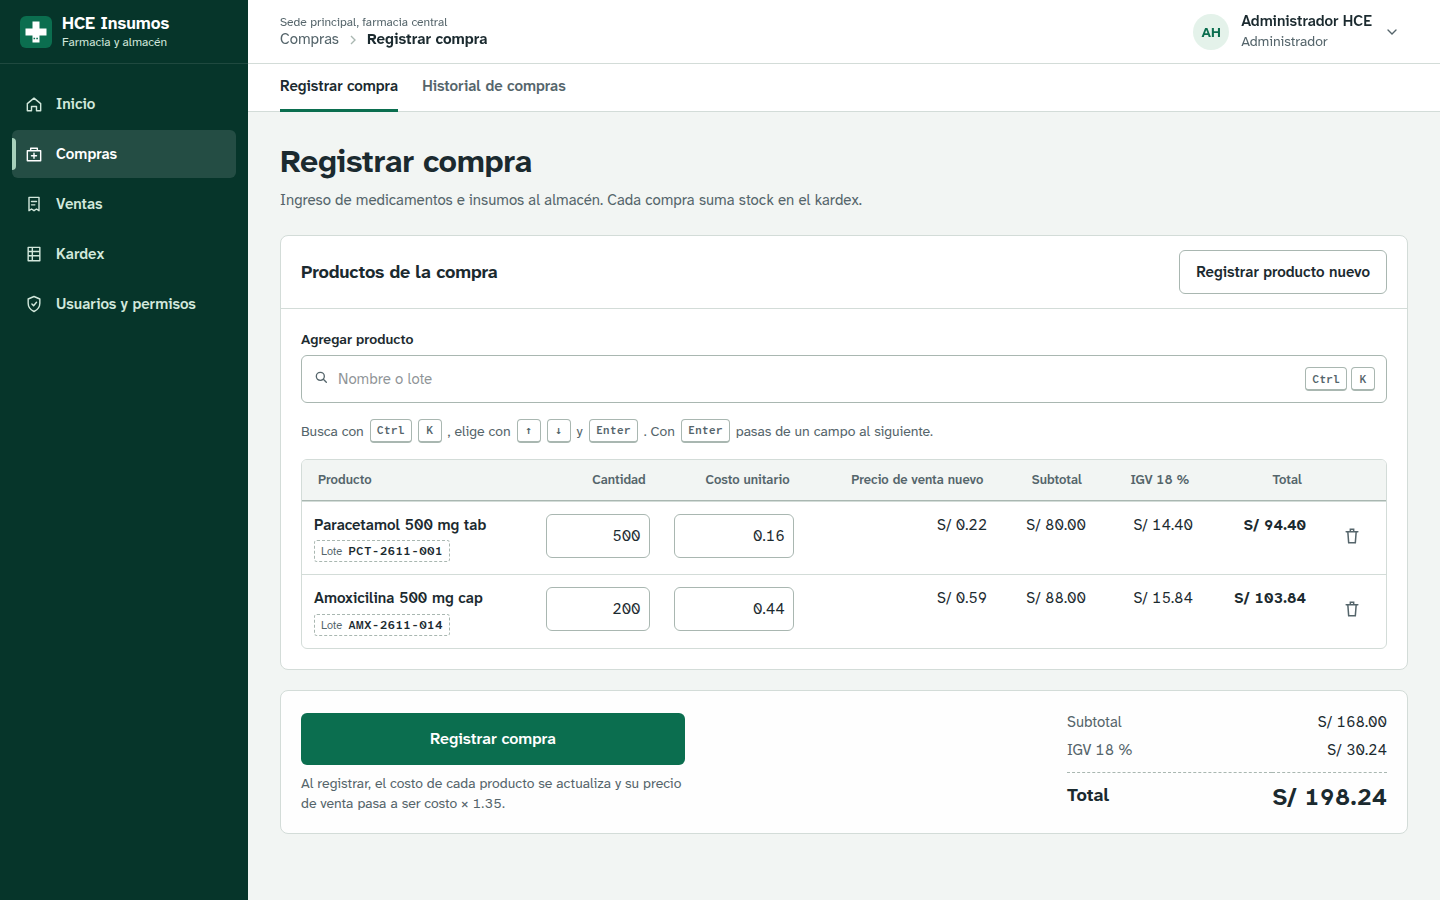 HCE Insumos
Farmacia y almacén
Inicio
Compras
Ventas
Kardex
Usuarios y permisos
Sede principal, farmacia central
Compras Registrar compra
AH
Administrador HCE
Administrador
Registrar compra Historial de compras
Registrar compra
Ingreso de medicamentos e insumos al almacén. Cada compra suma stock en el kardex.
Productos de la compra
Registrar producto nuevo
Agregar producto
Nombre o lote Ctrl K
Busca con Ctrl K , elige con ↑ ↓ y Enter . Con Enter pasas de un campo al siguiente.
Producto Cantidad Costo unitario Precio de venta nuevo Subtotal IGV 18 % Total
Paracetamol 500 mg tab 500 0.16 S/ 0.22 S/ 80.00 S/ 14.40 S/ 94.40
Lote PCT-2611-001
Amoxicilina 500 mg cap 200 0.44 S/ 0.59 S/ 88.00 S/ 15.84 S/ 103.84
Lote AMX-2611-014
Registrar compra
Al registrar, el costo de cada producto se actualiza y su precio
de venta pasa a ser costo × 1.35.
Subtotal S/ 168.00
IGV 18 % S/ 30.24
Total S/ 198.24